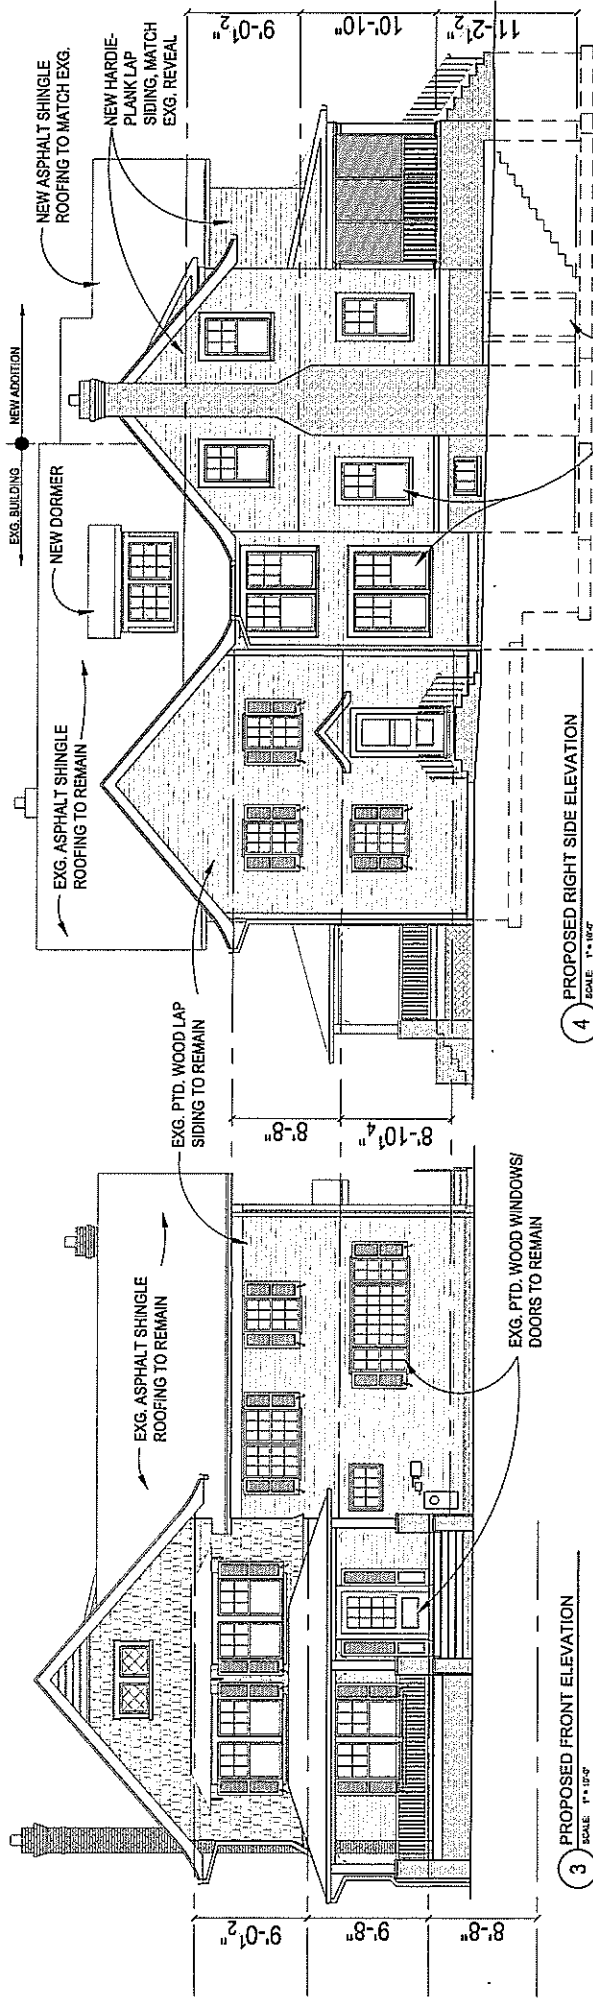 EXG. ASPHALT SHINGLE
ROOFING TO REMAIN
EXG. PTD. WOOD LAP
SIDING TO REMAIN
EXG. PTD. WOOD WINDOWS/
DOORS TO REMAIN
9'-0½"
9'-8"
8'-8"
3
PROPOSED FRONT ELEVATION
SCALE: 1" = 10'-0"
EXG. ASPHALT SHINGLE
ROOFING TO REMAIN
NEW DORMER
EXG. BUILDING
NEW ADDITION
NEW ASPHALT SHINGLE
ROOFING TO MATCH EXG.
NEW HARDIE-
PLANK LAP
SIDING, MATCH
EXG. REVEAL
8'-8"
8'-10¼"
9'-0½"
10'-10"
11'-2½"
4
PROPOSED RIGHT SIDE ELEVATION
SCALE: 1" = 10'-0"